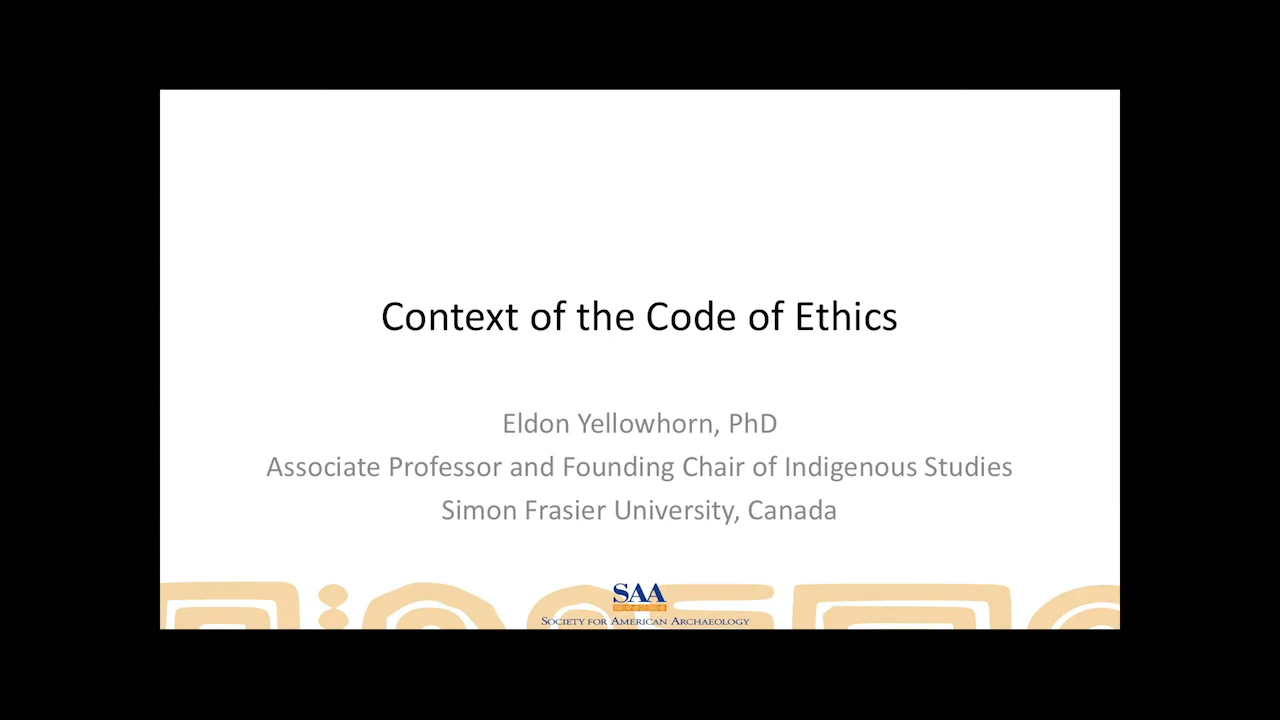 Context of the Code of Ethics
Eldon Yellowhorn, PhD
Associate Professor and Founding Chair of Indigenous Studies
Simon Frasier University, Canada
SAA
SOCIETY FOR AMERICAN ARCHAEOLOGY